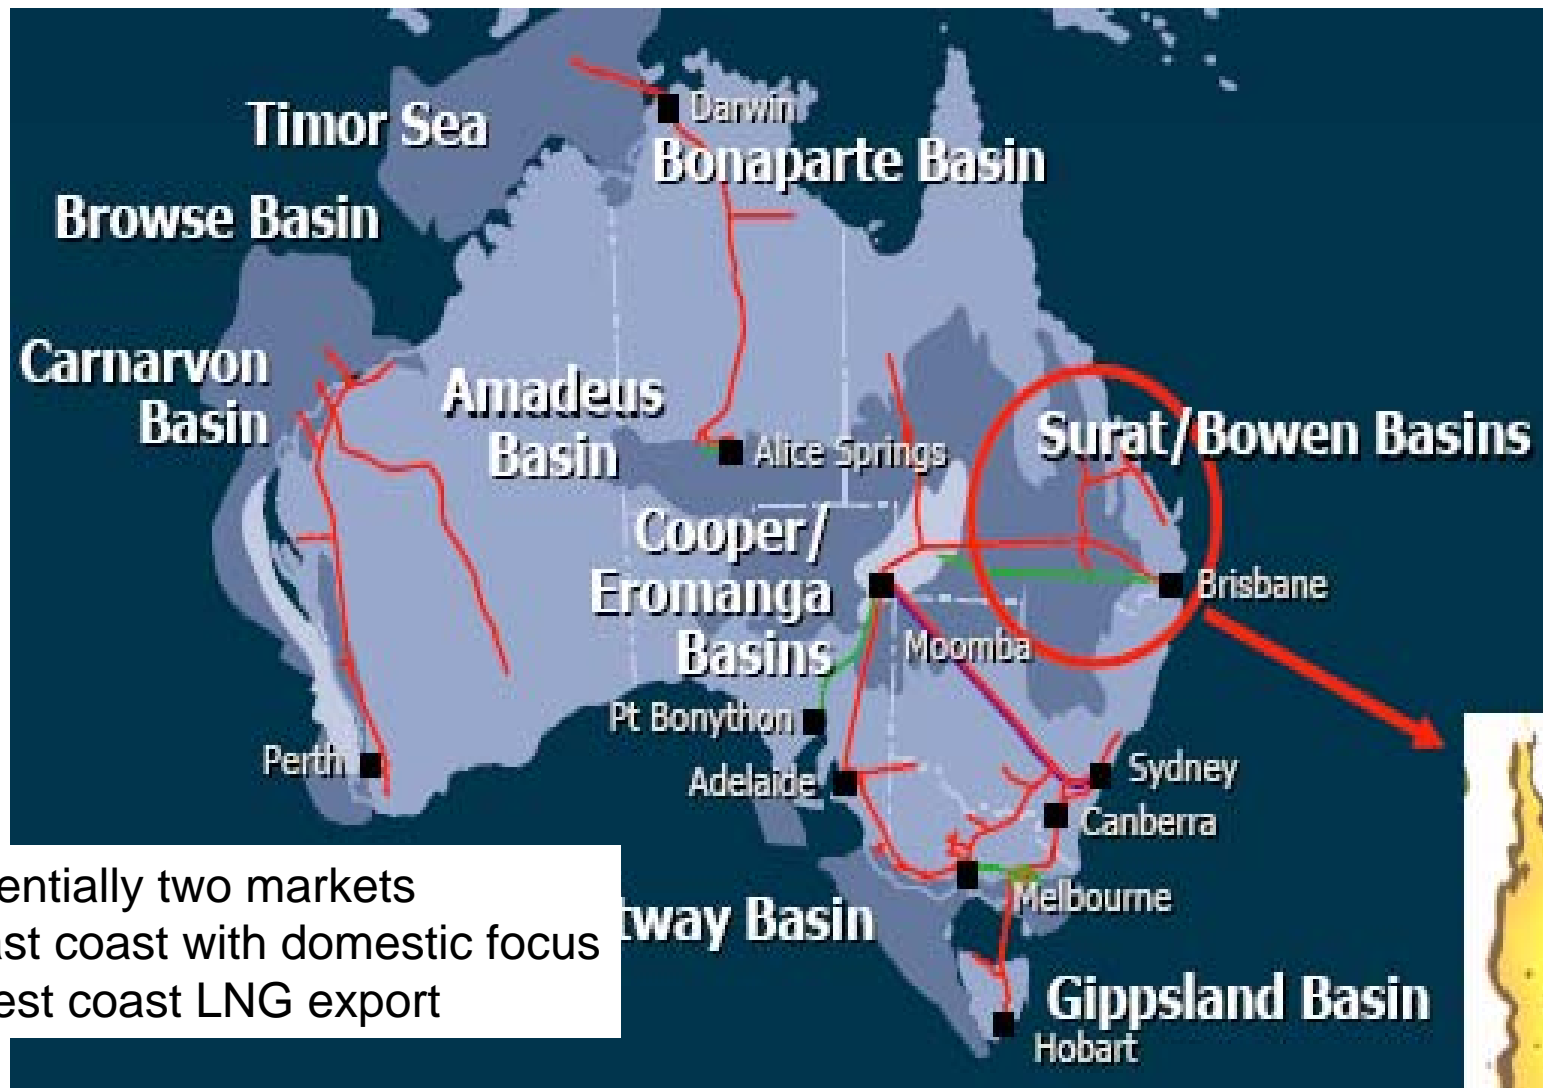 Darwin
Timor Sea
Bonaparte Basin
Browse Basin
Carnarvon
Basin
Amadeus
Basin
Alice Springs
Surat/Bowen Basins
Cooper/
Eromanga
Basins
Brisbane
Moomba
Pt Bonython
Perth
Adelaide
Sydney
Canberra
Melbourne
entially two markets
ast coast with domestic focus
est coast LNG export
tway Basin
Gippsland Basin
Hobart